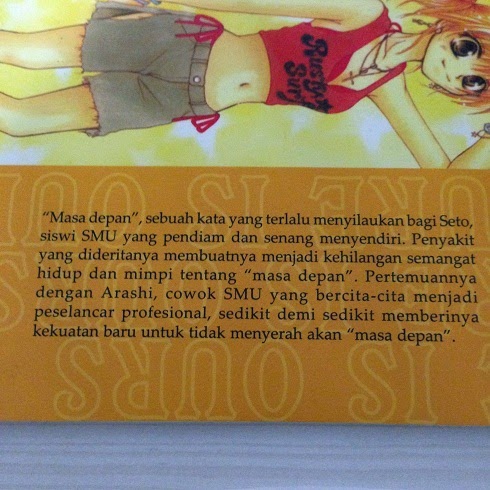 “Masa depan”, sebuah kata yang terlalu menyilaukan bagi Seto,
siswi SMU yang pendiam dan senang menyendiri. Penyakit
yang dideritanya membuatnya menjadi kehilangan semangat
hidup dan mimpi tentang “masa depan”. Pertemuannya
dengan Arashi, cowok SMU yang bercita-cita menjadi
peselancar profesional, sedikit demi sedikit memberinya
kekuatan baru untuk tidak menyerah akan “masa depan”.
IS OURS